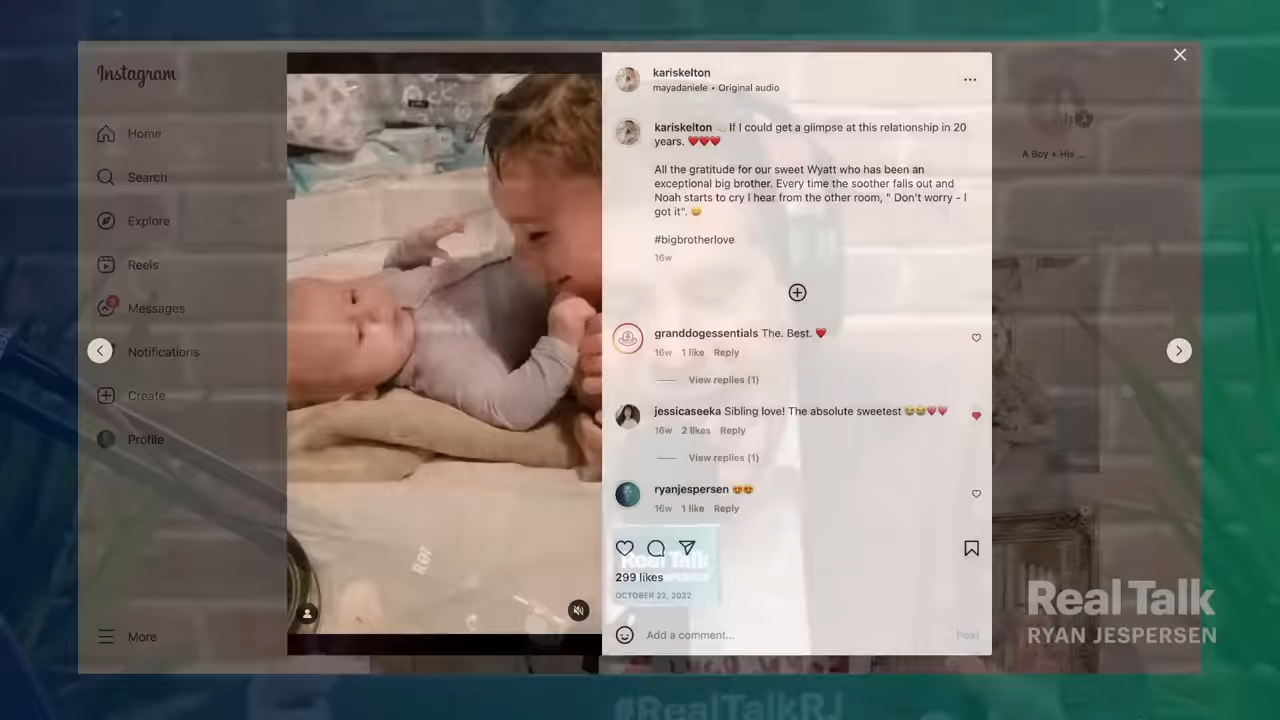 Instagram
Home
Search
Explore
Reels
Messages
Notifications
Create
Profile
More
kariskelton
mayadaniele • Original audio
kariskelton 💫 If I could get a glimpse at this relationship in 20
years. ❤️❤️❤️
All the gratitude for our sweet Wyatt who has been an
exceptional big brother. Every time the soother falls out and
Noah starts to cry I hear from the other room, " Don't worry - I
got it". 😄
#bigbrotherlove
16w
granddogessentials The. Best. ❤️
16w 1 like Reply
View replies (1)
jessicaseeka Sibling love! The absolute sweetest 😭😭💗💗
16w 2 likes Reply
View replies (1)
ryanjespersen 😍😍
16w 1 like Reply
Real Talk
299 likes
OCTOBER 22, 2022
Add a comment...
Post
A Boy + His ...
Real Talk
RYAN JESPERSEN
#RealTalkRJ